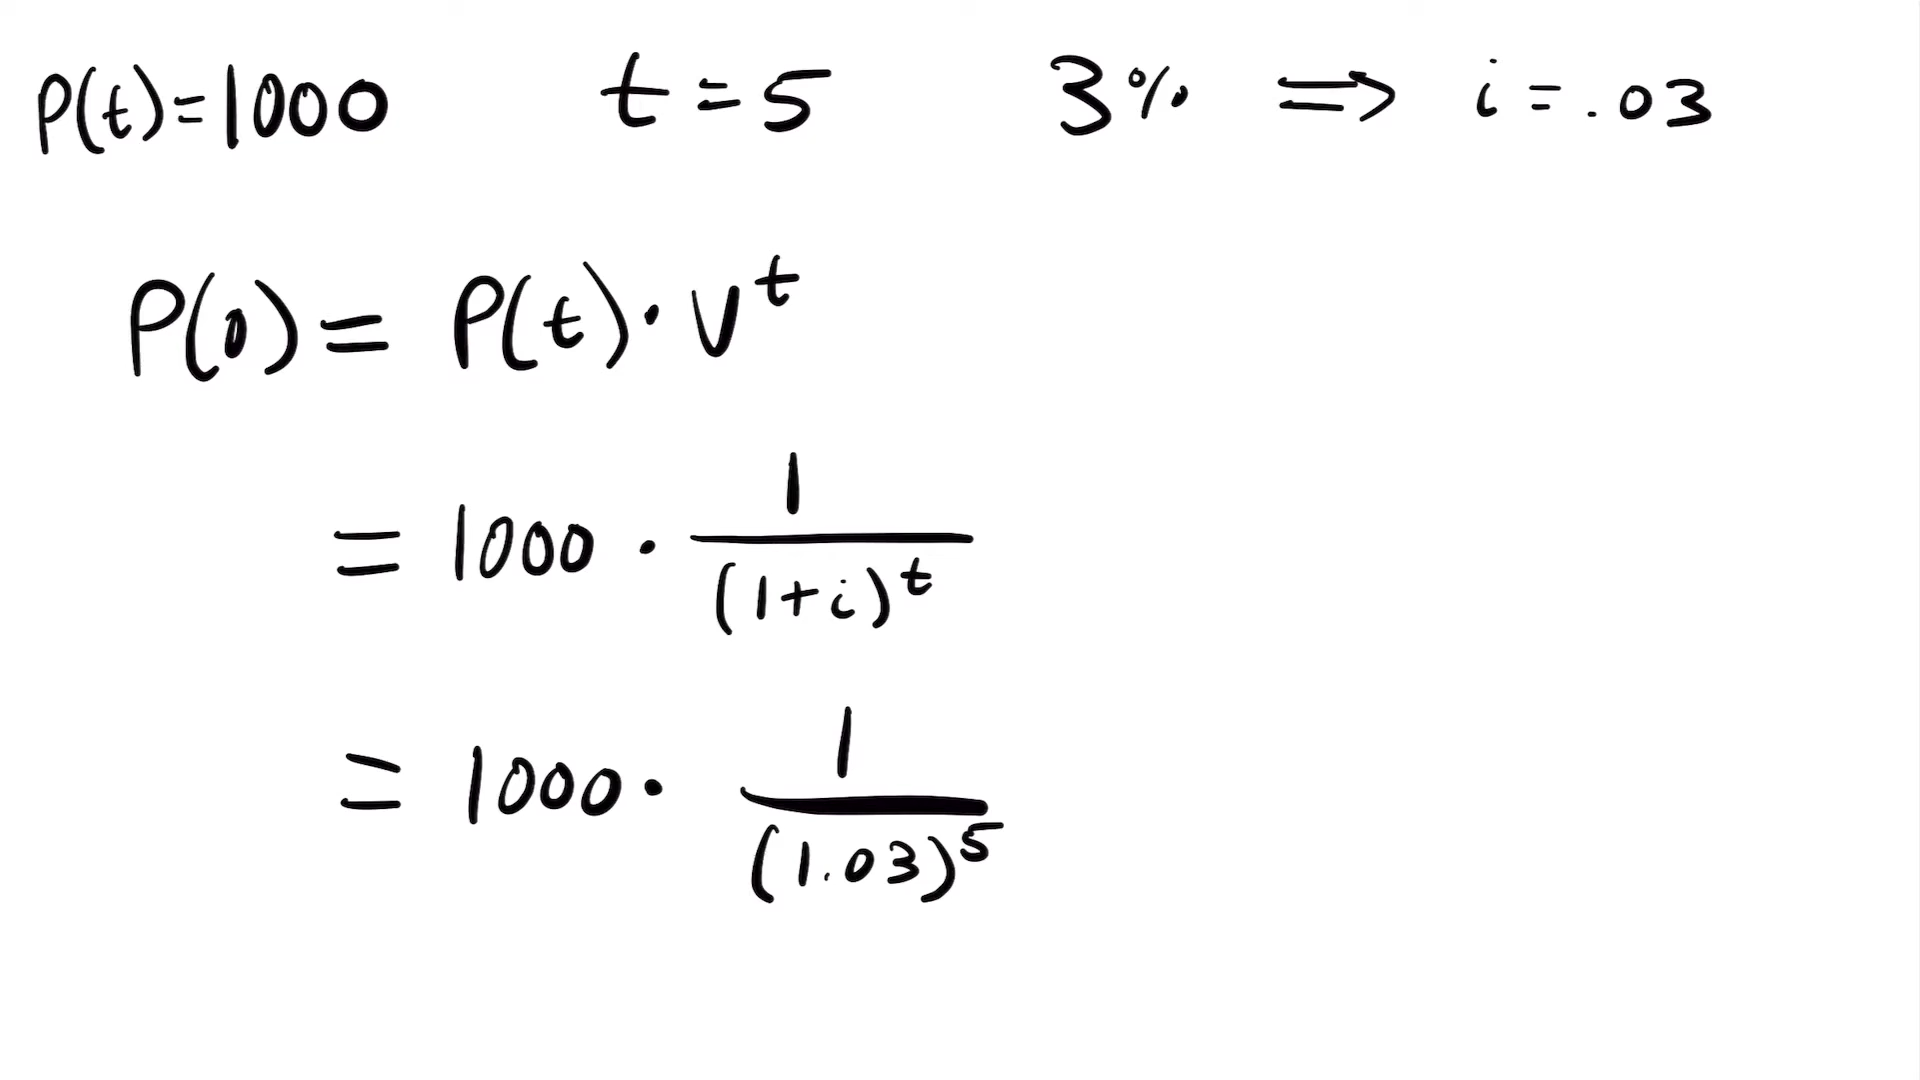 P(t)=1000 t=5 3% ⟹ i=.03
P(0)= P(t)·v^t
= 1000 · 1/(1+i)^t
= 1000 · 1/(1.03)^5